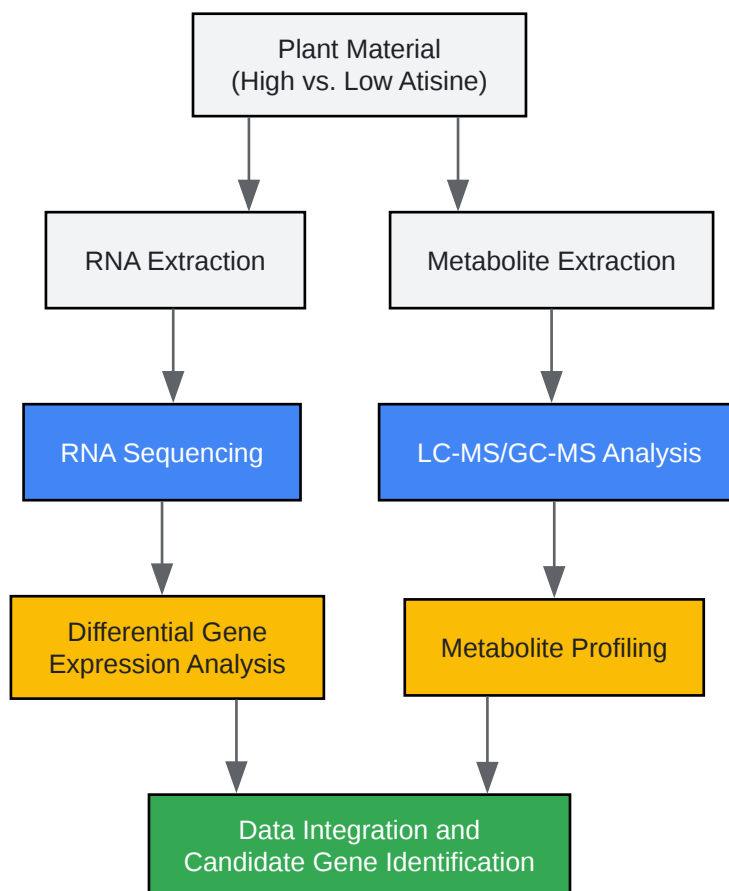 Plant Material
(High vs. Low Atisine)
RNA Extraction
Metabolite Extraction
RNA Sequencing
LC-MS/GC-MS Analysis
Differential Gene
Expression Analysis
Metabolite Profiling
Data Integration and
Candidate Gene Identification